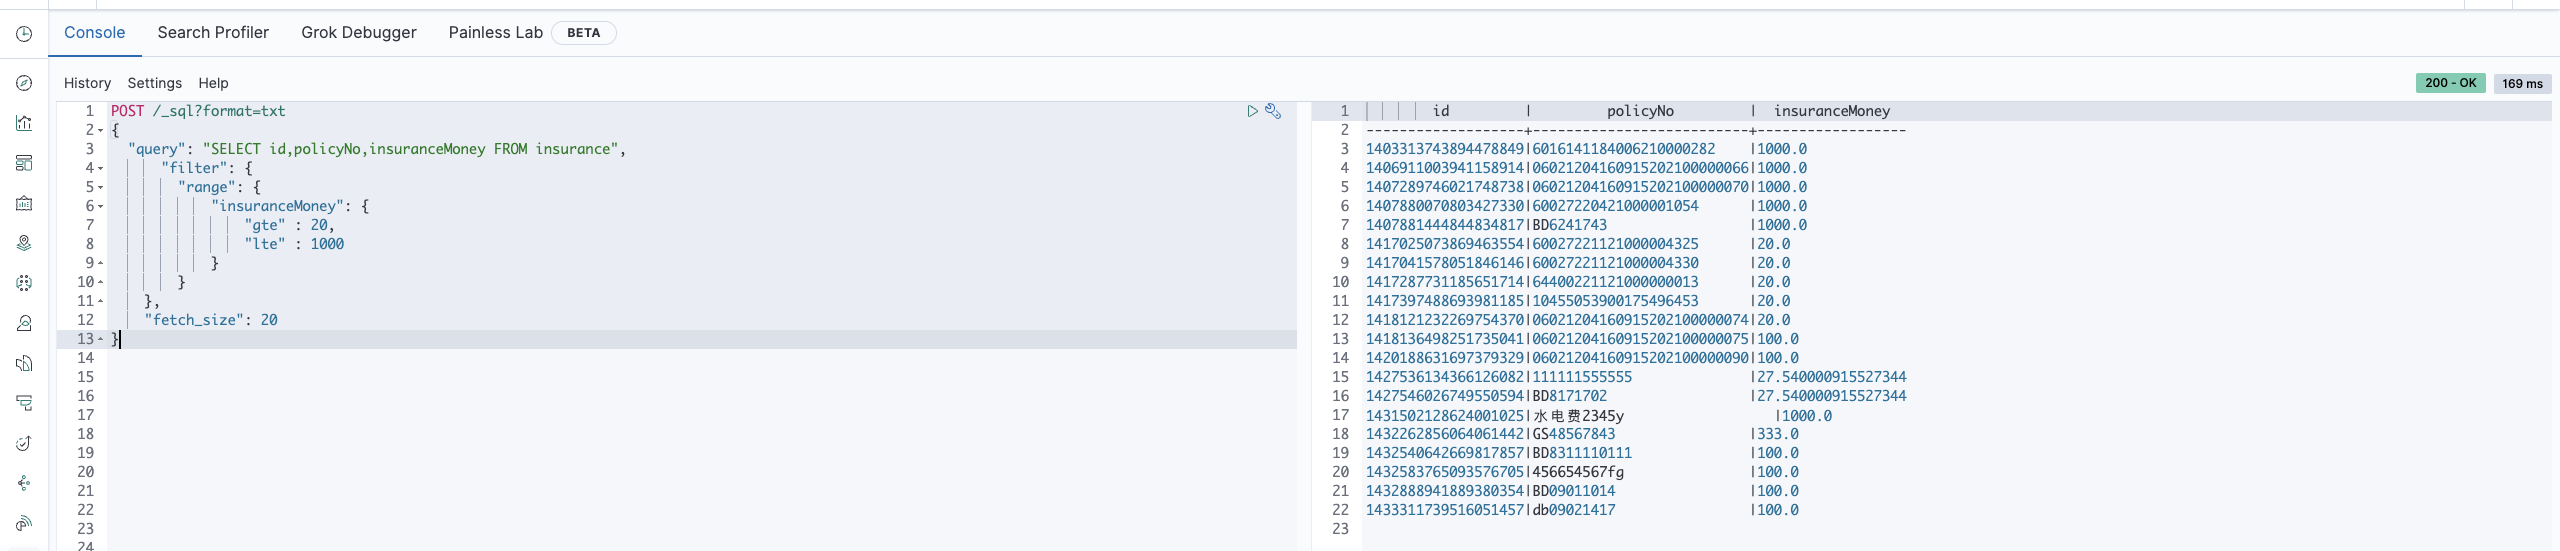 Console Search Profiler Grok Debugger Painless Lab BETA
History Settings Help
200 - OK 169 ms
1 POST /_sql?format=txt
2 {
3 "query": "SELECT id,policyNo,insuranceMoney FROM insurance",
4 "filter": {
5 "range": {
6 "insuranceMoney": {
7 "gte" : 20,
8 "lte" : 1000
9 }
10 }
11 },
12 "fetch_size": 20
13 }
14
15
16
17
18
19
20
21
22
23
24
1 id | policyNo | insuranceMoney
2 -------------------+--------------------------+------------------
3 1403313743894478849|6016141184006210000282 |1000.0
4 1406911003941158914|06021204160915202100000066|1000.0
5 1407289746021748738|06021204160915202100000070|1000.0
6 1407880070803427330|60027220421000001054 |1000.0
7 1407881444844834817|BD6241743 |1000.0
8 1417025073869463554|60027221121000004325 |20.0
9 1417041578051846146|60027221121000004330 |20.0
10 1417287731185651714|64400221121000000013 |20.0
11 1417397488693981185|10455053900175496453 |20.0
12 1418121232269754370|06021204160915202100000074|20.0
13 1418136498251735041|06021204160915202100000075|100.0
14 1420188631697379329|06021204160915202100000090|100.0
15 1427536134366126082|111111555555 |27.540000915527344
16 1427546026749550594|BD8171702 |27.540000915527344
17 1431502128624001025|水电费2345y |1000.0
18 1432262856064061442|GS48567843 |333.0
19 1432540642669817857|BD8311110111 |100.0
20 1432583765093576705|456654567fg |100.0
21 1432888941889380354|BD09011014 |100.0
22 1433311739516051457|db09021417 |100.0
23